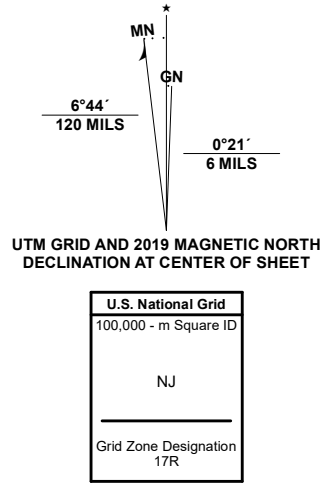 MN
GN
6°44´
120 MILS
0°21´
6 MILS
UTM GRID AND 2019 MAGNETIC NORTH
DECLINATION AT CENTER OF SHEET
U.S. National Grid
100,000 - m Square ID
NJ
Grid Zone Designation
17R